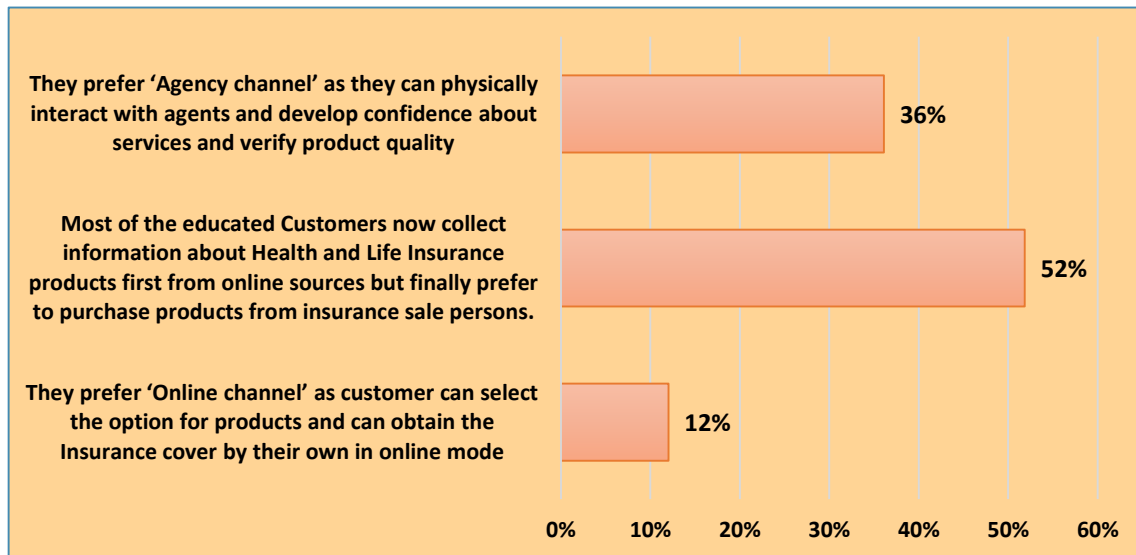 They prefer ‘Agency channel’ as they can physically
interact with agents and develop confidence about
services and verify product quality
36%
Most of the educated Customers now collect
information about Health and Life Insurance
products first from online sources but finally prefer
to purchase products from insurance sale persons.
52%
They prefer ‘Online channel’ as customer can select
the option for products and can obtain the
Insurance cover by their own in online mode
12%
0% 10% 20% 30% 40% 50% 60%